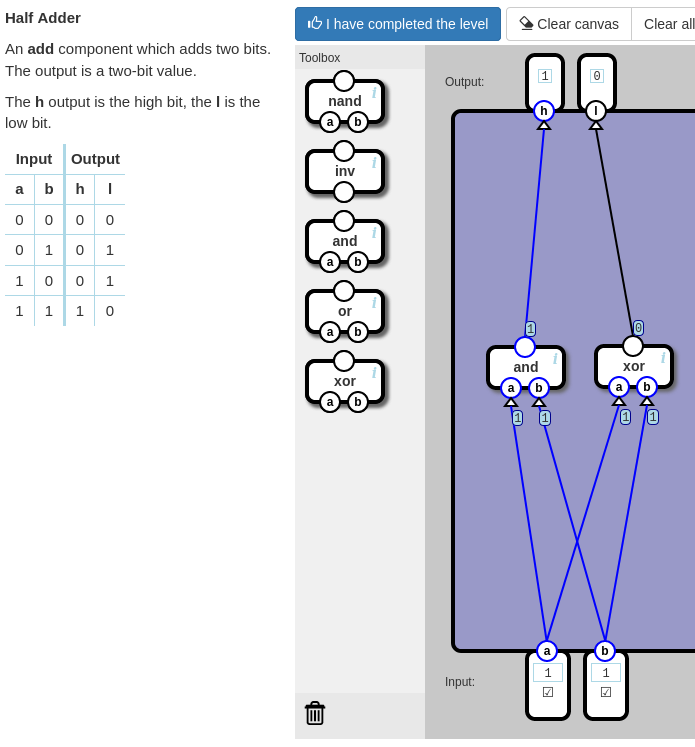 Half Adder
An add component which adds two bits.
The output is a two-bit value.
The h output is the high bit, the l is the
low bit.
Input Output
a b h l
0 0 0 0
0 1 0 1
1 0 0 1
1 1 1 0
I have completed the level
Clear canvas
Clear all
Toolbox
nand i
a b
inv i
and i
a b
or i
a b
xor i
a b
Output:
1 0
h l
1 0
and i
xor i
a b a b
1 1 1 1
a b
Input:
1 1